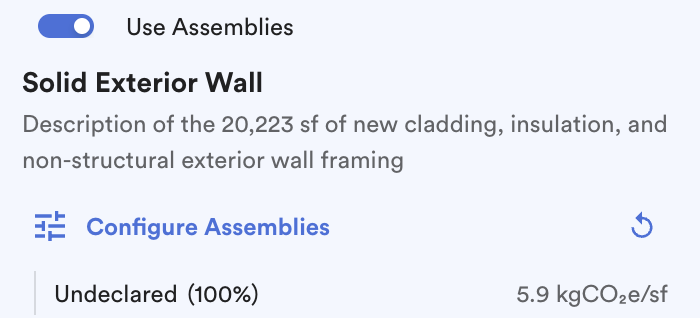 Use Assemblies
Solid Exterior Wall
Description of the 20,223 sf of new cladding, insulation, and
non-structural exterior wall framing
Configure Assemblies
Undeclared (100%) 5.9 kgCO₂e/sf